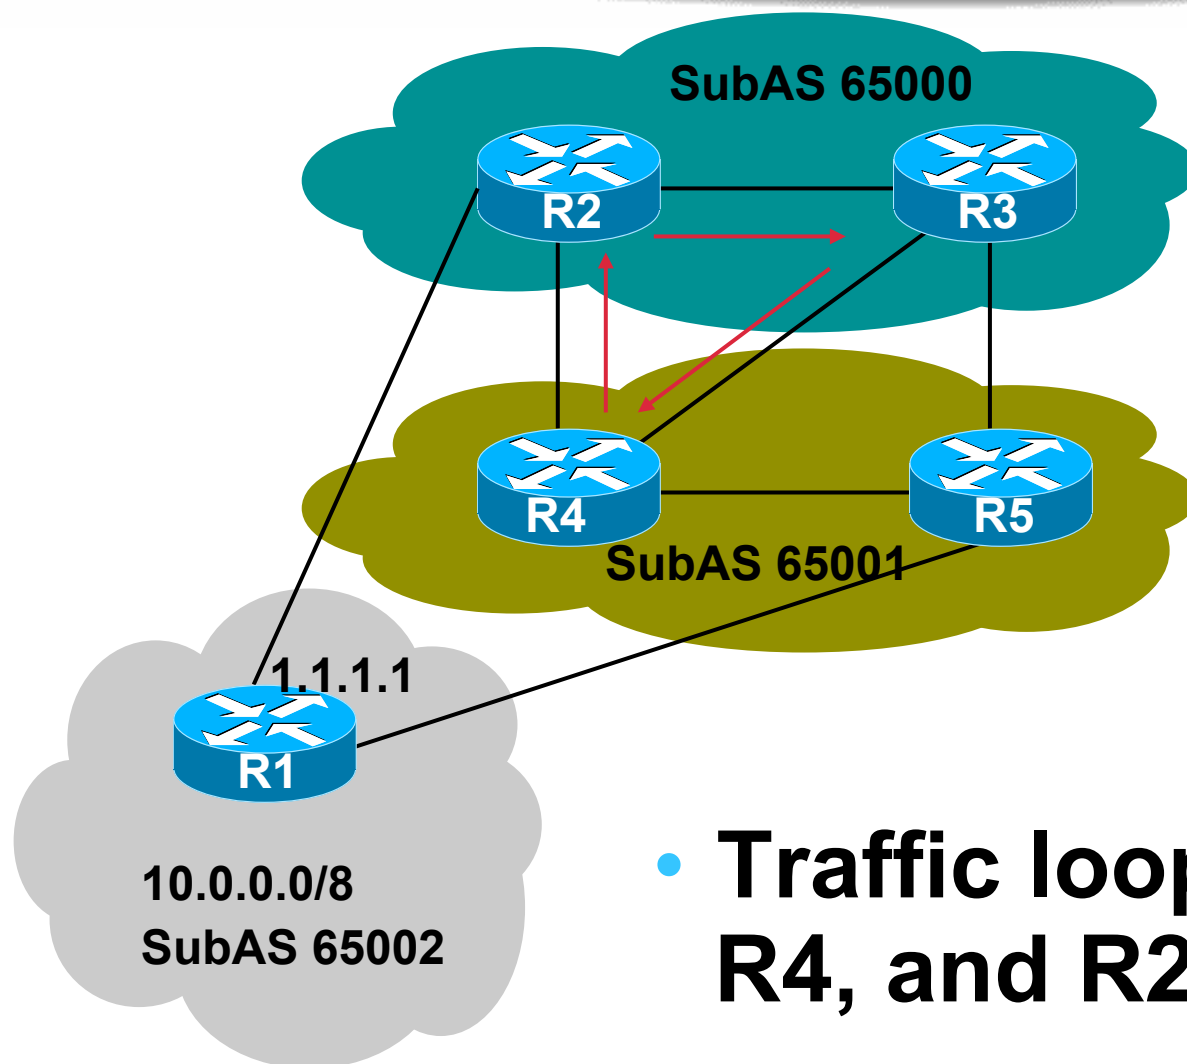 SubAS 65000
R2
R3
R4
R5
SubAS 65001
1.1.1.1
R1
10.0.0.0/8
SubAS 65002
• Traffic loop
R4, and R2